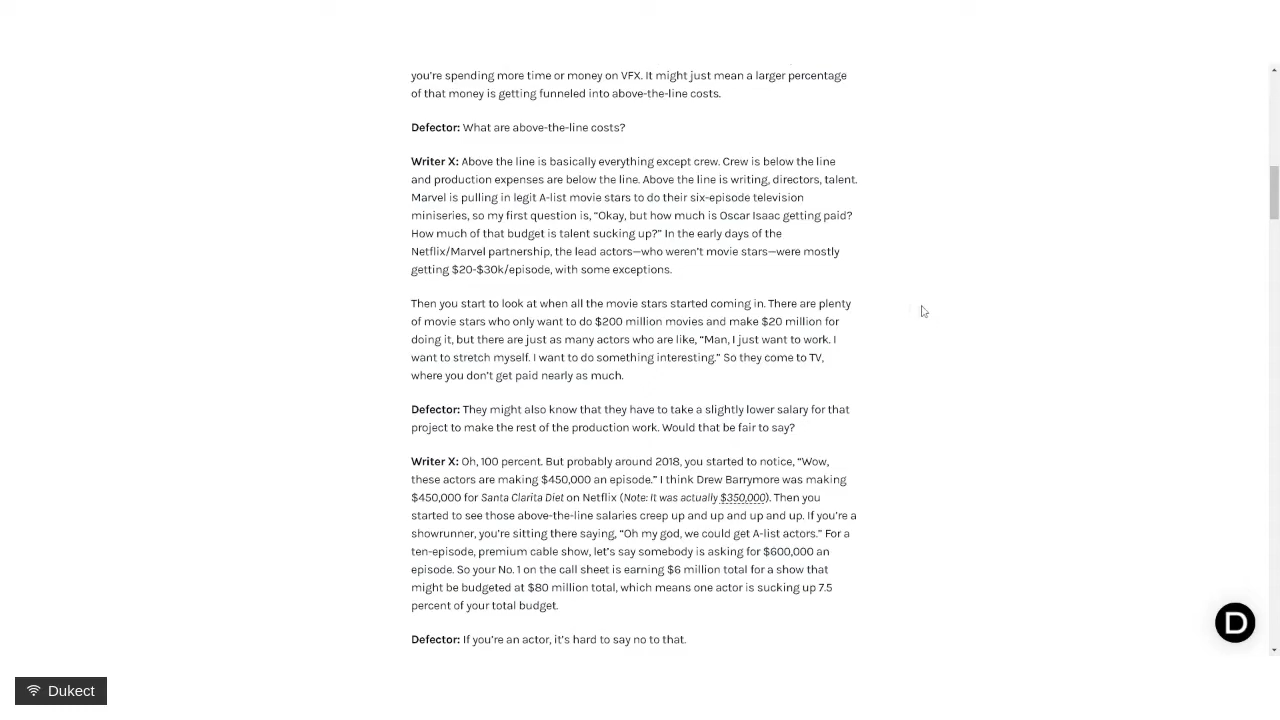 you're spending more time or money on VFX. It might just mean a larger percentage
of that money is getting funneled into above-the-line costs.
Defector: What are above-the-line costs?
Writer X: Above the line is basically everything except crew. Crew is below the line
and production expenses are below the line. Above the line is writing, directors, talent.
Marvel is pulling in legit A-list movie stars to do their six-episode television
miniseries, so my first question is, “Okay, but how much is Oscar Isaac getting paid?
How much of that budget is talent sucking up?” In the early days of the
Netflix/Marvel partnership, the lead actors—who weren’t movie stars—were mostly
getting $20-$30k/episode, with some exceptions.
Then you start to look at when all the movie stars started coming in. There are plenty
of movie stars who only want to do $200 million movies and make $20 million for
doing it, but there are just as many actors who are like, “Man, I just want to work. I
want to stretch myself. I want to do something interesting.” So they come to TV,
where you don’t get paid nearly as much.
Defector: They might also know that they have to take a slightly lower salary for that
project to make the rest of the production work. Would that be fair to say?
Writer X: Oh, 100 percent. But probably around 2018, you started to notice, “Wow,
these actors are making $450,000 an episode.” I think Drew Barrymore was making
$450,000 for Santa Clarita Diet on Netflix (Note: It was actually $350,000). Then you
started to see those above-the-line salaries creep up and up and up and up. If you’re a
showrunner, you’re sitting there saying, “Oh my god, we could get A-list actors.” For a
ten-episode, premium cable show, let’s say somebody is asking for $600,000 an
episode. So your No. 1 on the call sheet is earning $6 million total for a show that
might be budgeted at $80 million total, which means one actor is sucking up 7.5
percent of your total budget.
Defector: If you’re an actor, it’s hard to say no to that.
D
Dukect